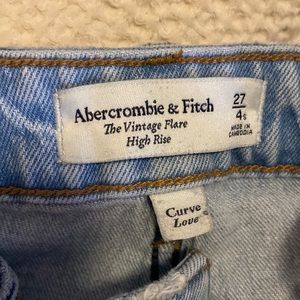 Abercrombie & Fitch
The Vintage Flare
High Rise
27
4s
MADE IN
CAMBODIA
Curve
Love